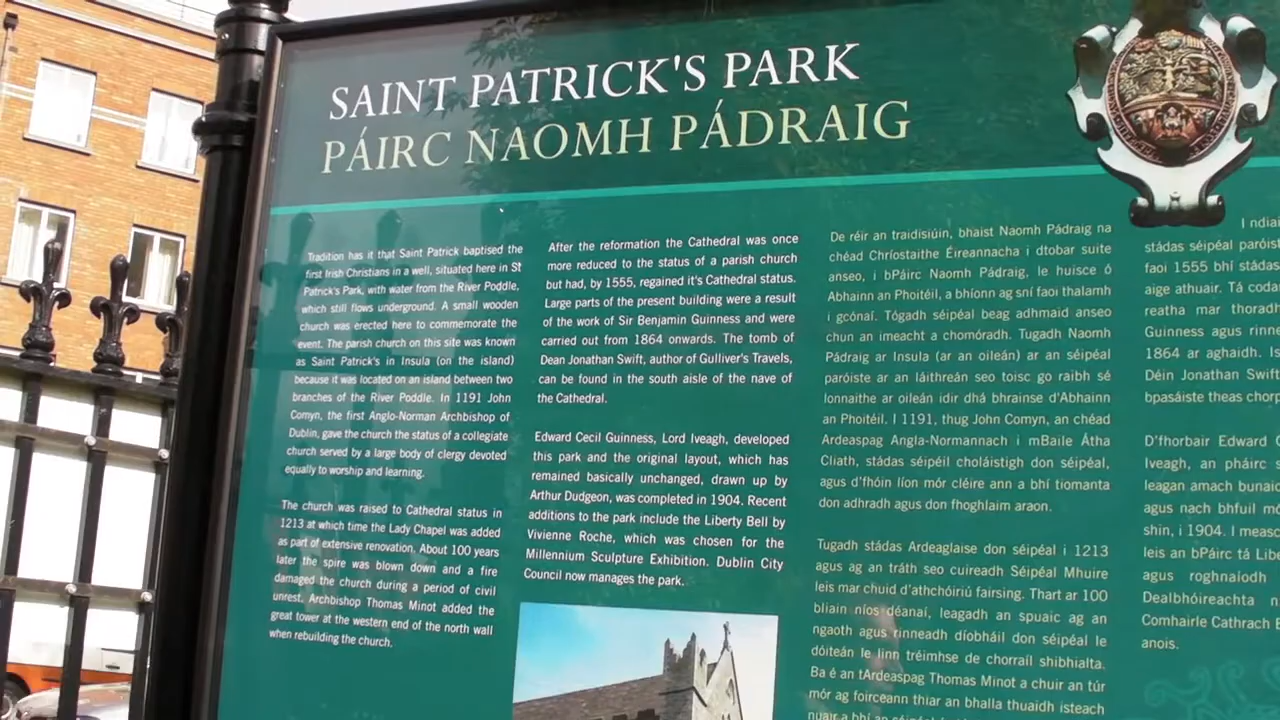 SAINT PATRICK'S PARK
PÁIRC NAOMH PÁDRAIG
Tradition has it that Saint Patrick baptised the
first Irish Christians in a well, situated here in St
Patrick's Park, with water from the River Poddle,
which still flows underground. A small wooden
church was erected here to commemorate the
event. The parish church on this site was known
as Saint Patrick's in Insula (on the island)
because it was located on an island between two
branches of the River Poddle. In 1191 John
Comyn, the first Anglo-Norman Archbishop of
Dublin, gave the church the status of a collegiate
church served by a large body of clergy devoted
equally to worship and learning.
The church was raised to Cathedral status in
1213 at which time the Lady Chapel was added
as part of extensive renovation. About 100 years
later the spire was blown down and a fire
damaged the church during a period of civil
unrest. Archbishop Thomas Minot added the
great tower at the western end of the north wall
when rebuilding the church.
After the reformation the Cathedral was once
more reduced to the status of a parish church
but had, by 1555, regained it's Cathedral status.
Large parts of the present building were a result
of the work of Sir Benjamin Guinness and were
carried out from 1864 onwards. The tomb of
Dean Jonathan Swift, author of Gulliver's Travels,
can be found in the south aisle of the nave of
the Cathedral.
Edward Cecil Guinness, Lord Iveagh, developed
this park and the original layout, which has
remained basically unchanged, drawn up by
Arthur Dudgeon, was completed in 1904. Recent
additions to the park include the Liberty Bell by
Vivienne Roche, which was chosen for the
Millennium Sculpture Exhibition. Dublin City
Council now manages the park.
De réir an traidisiúin, bhaist Naomh Pádraig na
chéad Chríostaithe Éireannacha i dtobar suite
anseo, i bPáirc Naomh Pádraig, le huisce ó
Abhainn an Phoitéil, a bhíonn ag sní faoi thalamh
i gcónaí. Tógadh séipéal beag adhmaid anseo
chun an imeacht a chomóradh. Tugadh Naomh
Pádraig ar Insula (ar an oileán) ar an séipéal
paróiste ar an láithreán seo toisc go raibh sé
lonnaithe ar oileán idir dhá bhrainse d'Abhainn
an Phoitéil. I 1191, thug John Comyn, an chéad
Ardeaspag Angla-Normannach i mBaile Átha
Cliath, stádas séipéil choláistigh don séipéal,
agus d'fhóin líon mór cléire ann a bhí tiomanta
don adhradh agus don fhoghlaim araon.
Tugadh stádas Ardeaglaise don séipéal i 1213
agus ag an tráth seo cuireadh Séipéal Mhuire
leis mar chuid d'athchóiriú fairsing. Thart ar 100
bliain níos déanaí, leagadh an spuaic ag an
ngaoth agus rinneadh díobháil don séipéal le
dóiteán le linn tréimhse de chorraíl shibhialta.
Ba é an tArdeaspag Thomas Minot a chuir an túr
mór ag foirceann thiar an bhalla thuaidh isteach
nuair a bhí an
I ndiai
stádas séipéal paróist
faoi 1555 bhí stádas
aige athuair. Tá coda
reatha mar thoradh
Guinness agus rinne
1864 ar aghaidh. Is
Déin Jonathan Swift
bpasáiste theas chorp
D'fhorbair Edward C
Iveagh, an pháirc s
leagan amach bunaid
agus nach bhfuil mó
shin, i 1904. I measc
leis an bPáirc tá Libe
agus roghnaíodh
Dealbhóireachta n
Comhairle Cathrach B
anois.